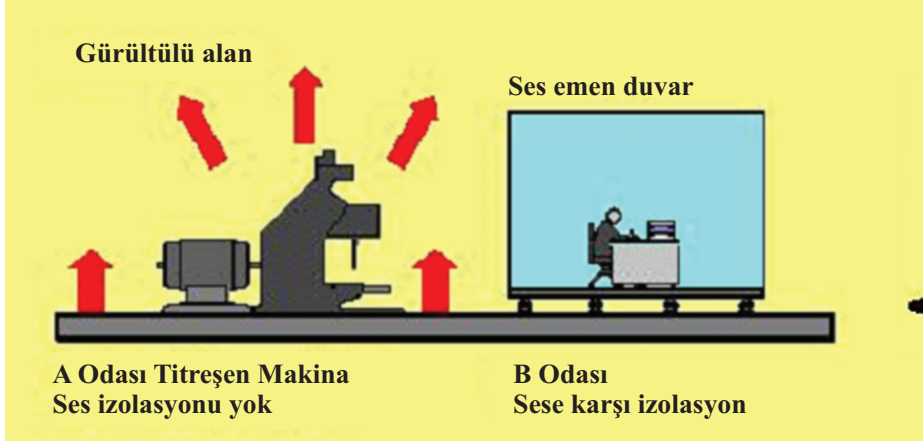 Gürültülü alan
Ses emen duvar
A Odası Titreşen Makina
Ses izolasyonu yok
B Odası
Sese karşı izolasyon